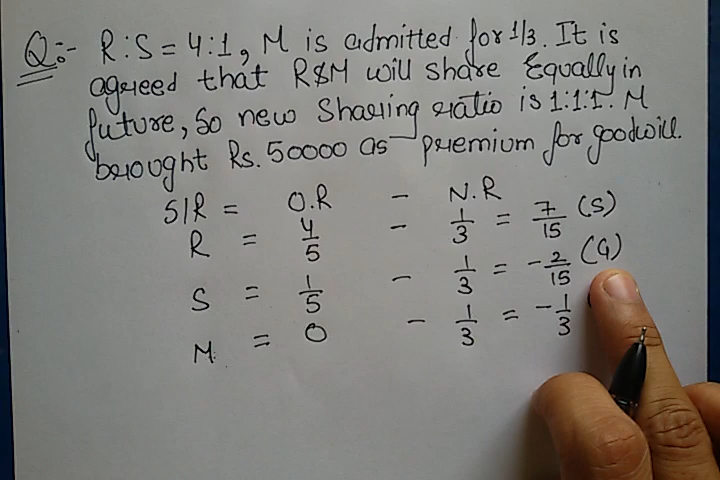 Q:- R:S = 4:1, M is admitted for 1/3. It is
agreed that R&M will share Equally in
future, So new Sharing ratio is 1:1:1. M
brought Rs. 50000 as premium for goodwill.
S/R = O.R - N.R
R = 4/5 - 1/3 = 7/15 (S)
S = 1/5 - 1/3 = -2/15 (G)
M = 0 - 1/3 = -1/3